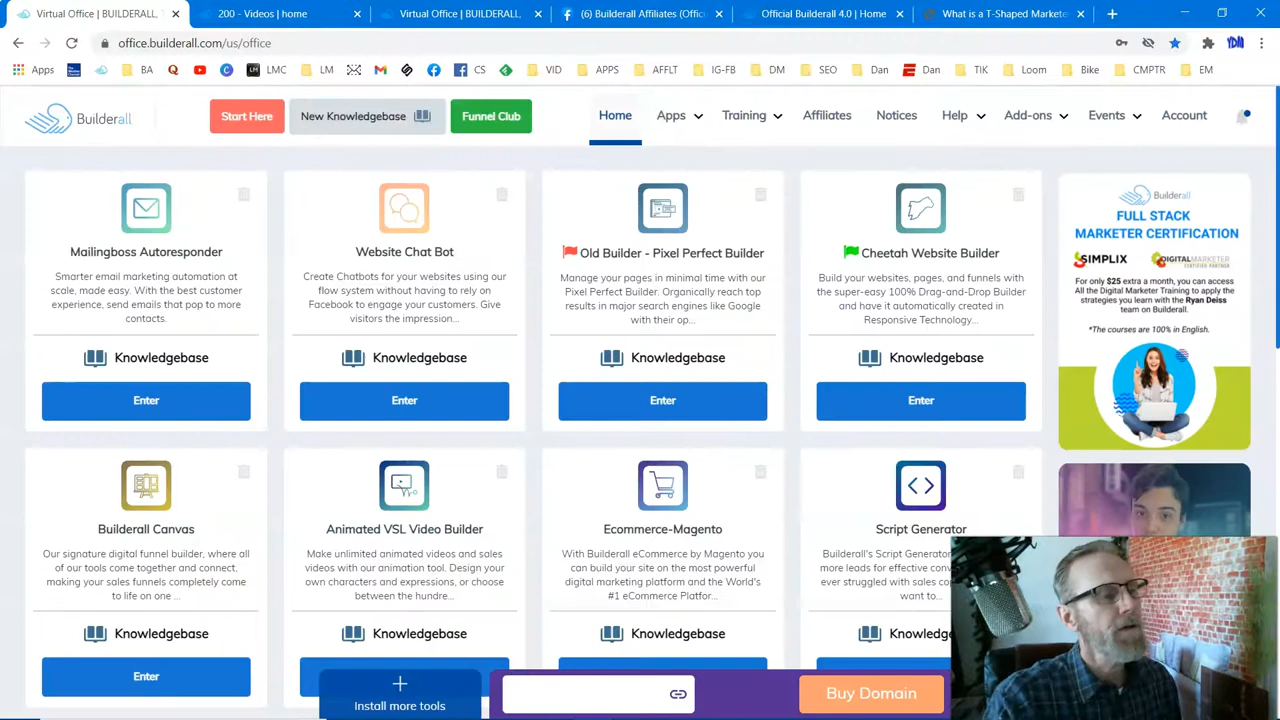 Virtual Office | BUILDERALL, T
200 - Videos | home
Virtual Office | BUILDERALL,
(6) Builderall Affiliates (Offici
Official Builderall 4.0 | Home
What is a T-Shaped Markete
office.builderall.com/us/office
Apps
BA
LMC
LM
CS
VID
APPS
AFFLT
IG-FB
DM
SEO
Dan
Dan
TIK
Loom
Bike
CMPTR
EM
Builderall
Start Here
New Knowledgebase
Funnel Club
Home
Apps
Training
Affiliates
Notices
Help
Add-ons
Events
Account
Mailingboss Autoresponder
Smarter email marketing automation at
scale, made easy. With the best customer
experience, send emails that pop to more
contacts.
Knowledgebase
Enter
Website Chat Bot
Create Chatbots for your websites using our
flow system without having to rely on
Facebook to engage your customers. Give
visitors the impression...
Knowledgebase
Enter
Old Builder - Pixel Perfect Builder
Manage your pages in minimal time with our
Pixel Perfect Builder. Organically reach top
results in major search engines like Google
with their op...
Knowledgebase
Enter
Cheetah Website Builder
Build your websites, pages, and funnels with
the super-easy 100% Drag-and-Drop Builder
and have it automatically created in
Responsive Technology...
Knowledgebase
Enter
Builderall
FULL STACK
MARKETER CERTIFICATION
SIMPLIX
DIGITALMARKETER
CERTIFIED PARTNER
For only $25 extra a month, you can access
All the Digital Marketer Training to apply the
strategies you learn with the Ryan Deiss
team on Builderall.
*The courses are 100% in English.
Builderall Canvas
Our signature digital funnel builder, where all
of our tools come together and connect,
making your sales funnels completely come
to life on one ...
Knowledgebase
Enter
Animated VSL Video Builder
Make unlimited animated videos and sales
videos with our animation tool. Design your
own characters and expressions, or choose
between the hundre...
Knowledgebase
Ecommerce-Magento
With Builderall eCommerce by Magento you
can build your site on the most powerful
digital marketing platform and the World's
#1 eCommerce Platfor...
Knowledgebase
Script Generator
Builderall's Script Generator
more leads for effective conv
ever struggled with sales co
want to...
Install more tools
Buy Domain